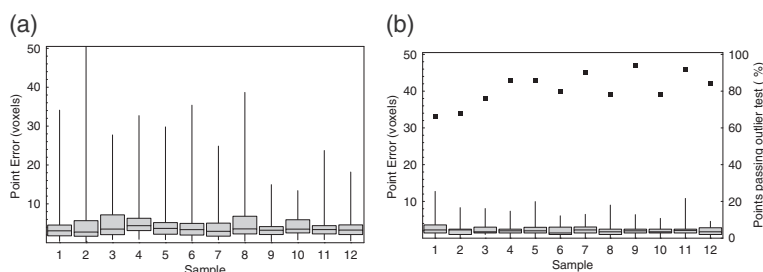 (a)
Point Error (voxels)
50
40
30
20
10
1 2 3 4 5 6 7 8 9 10 11 12
Sample
(b)
Point Error (voxels)
50
40
30
20
10
100
80
60
40
20
0
Points passing outlier test ( %)
1 2 3 4 5 6 7 8 9 10 11 12
Sample